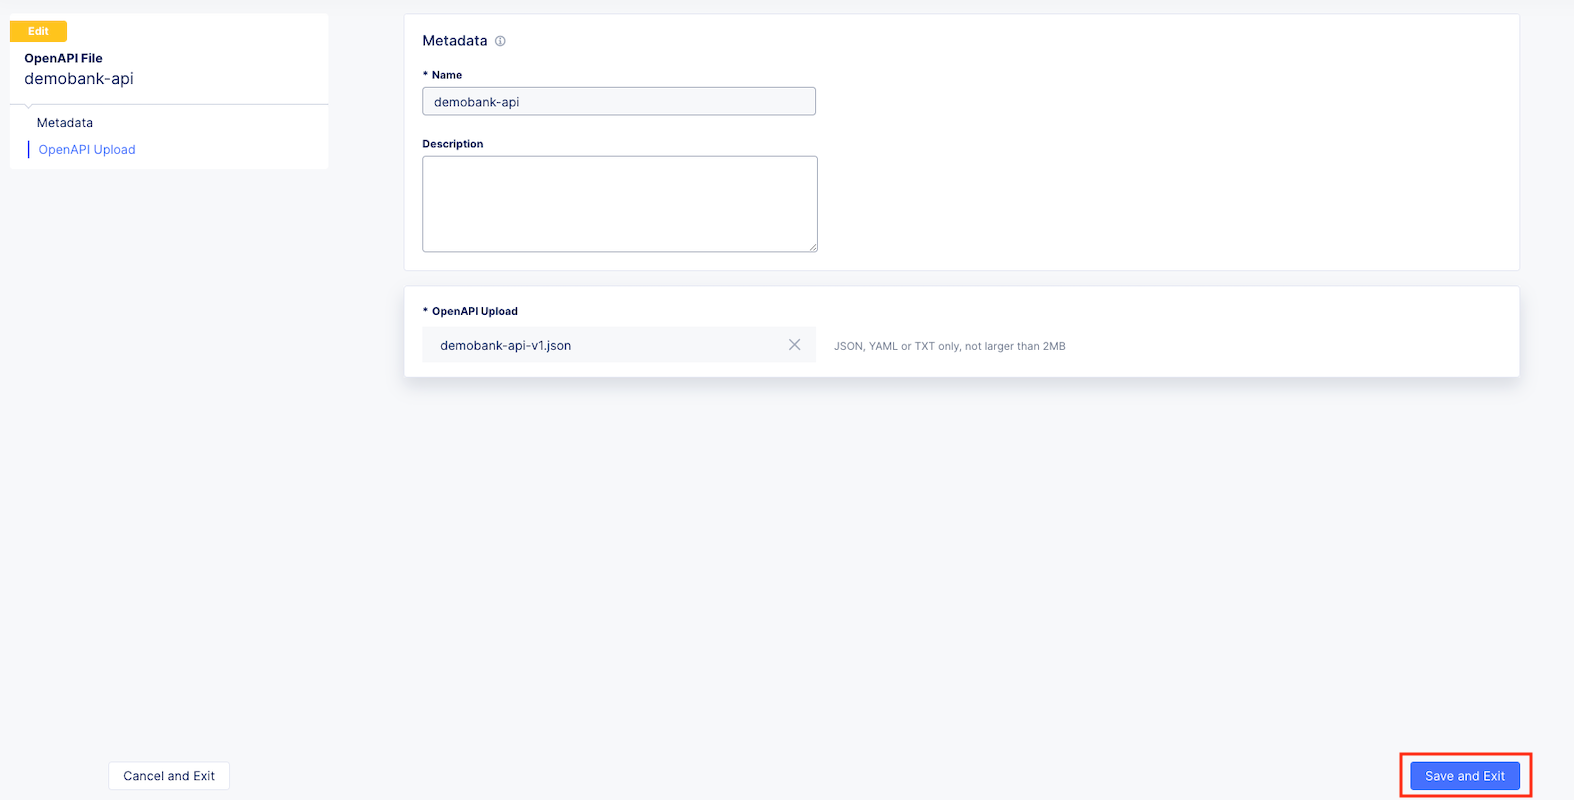 Edit
OpenAPI File
demobank-api
Metadata
OpenAPI Upload
Metadata
* Name
demobank-api
Description
* OpenAPI Upload
demobank-api-v1.json
JSON, YAML or TXT only, not larger than 2MB
Cancel and Exit
Save and Exit